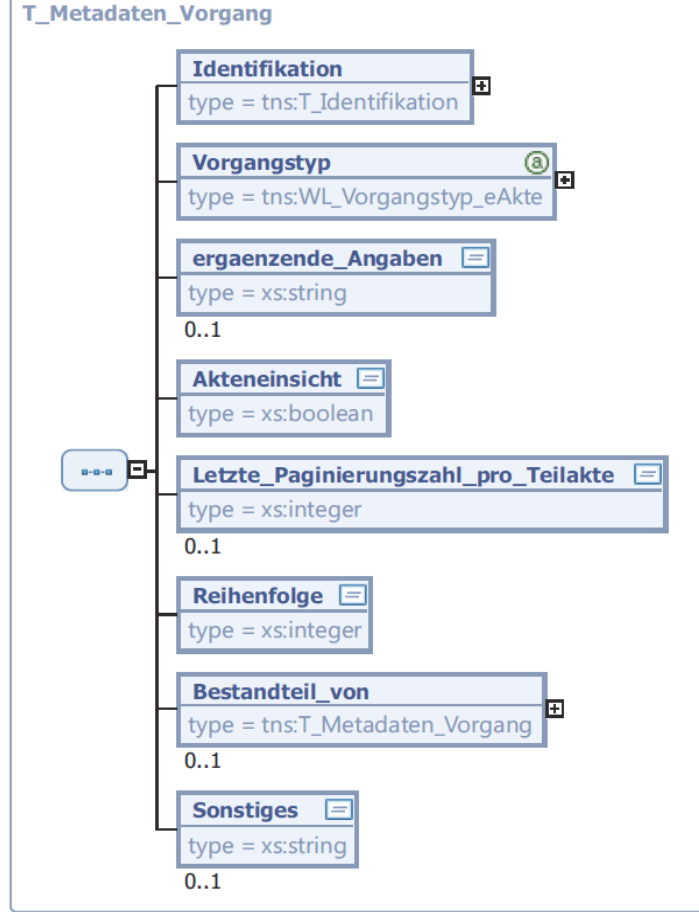 T_Metadaten_Vorgang
Identifikation
type = tns:T_Identifikation
Vorgangstyp
a
type = tns:WL_Vorgangstyp_eAkte
ergaenzende_Angaben
type = xs:string
0..1
Akteneinsicht
type = xs:boolean
Letzte_Paginierungszahl_pro_Teilakte
type = xs:integer
0..1
Reihenfolge
type = xs:integer
Bestandteil_von
type = tns:T_Metadaten_Vorgang
0..1
Sonstiges
type = xs:string
0..1